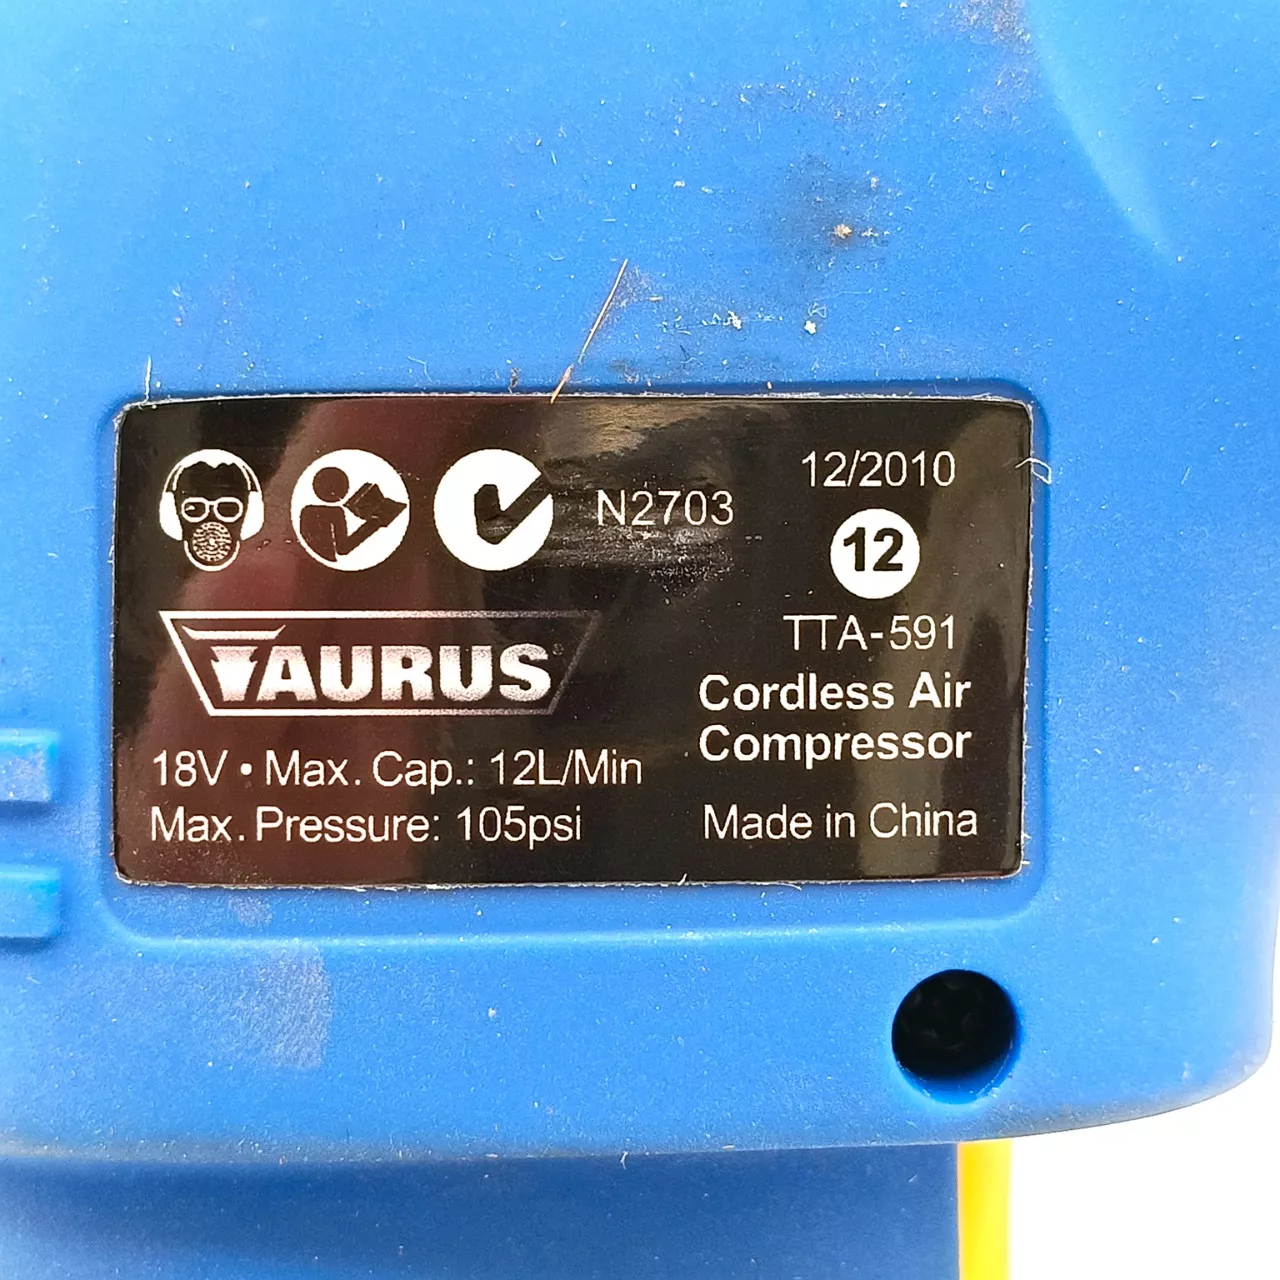 N2703
12/2010
12
TAURUS
TTA-591
Cordless Air
Compressor
18V • Max. Cap.: 12L/Min
Max. Pressure: 105psi
Made in China